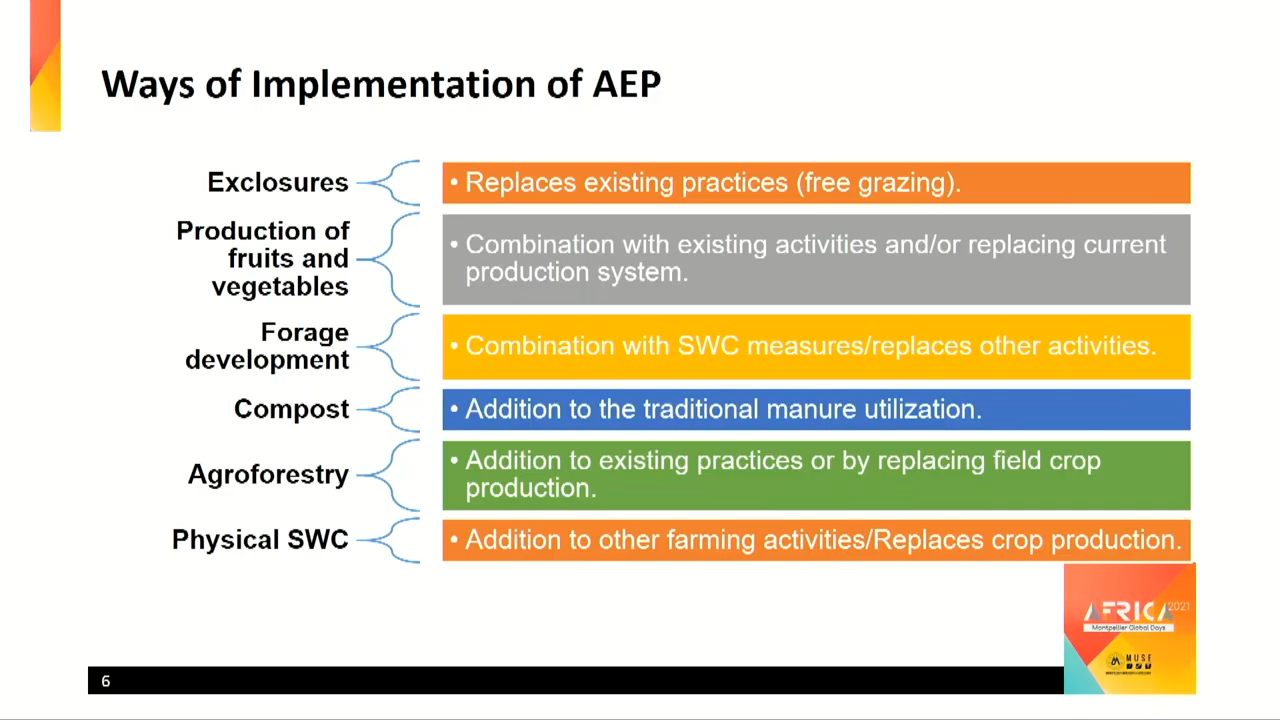 Ways of Implementation of AEP
Exclosures
• Replaces existing practices (free grazing).
Production of
fruits and
vegetables
• Combination with existing activities and/or replacing current
production system.
Forage
development
• Combination with SWC measures/replaces other activities.
Compost
• Addition to the traditional manure utilization.
Agroforestry
• Addition to existing practices or by replacing field crop
production.
Physical SWC
• Addition to other farming activities/Replaces crop production.
AFRICA 2021
Montpellier Global Days
MUSE
6